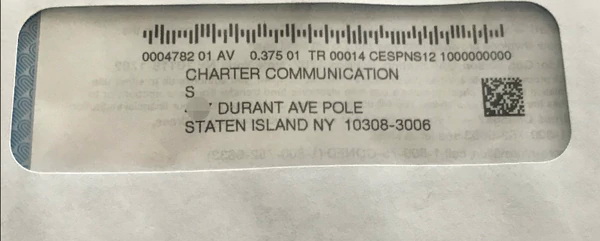 0004782 01 AV 0.375 01 TR 00014 CESPNS12 1000000000
CHARTER COMMUNICATION
S
DURANT AVE POLE
STATEN ISLAND NY 10308-3006